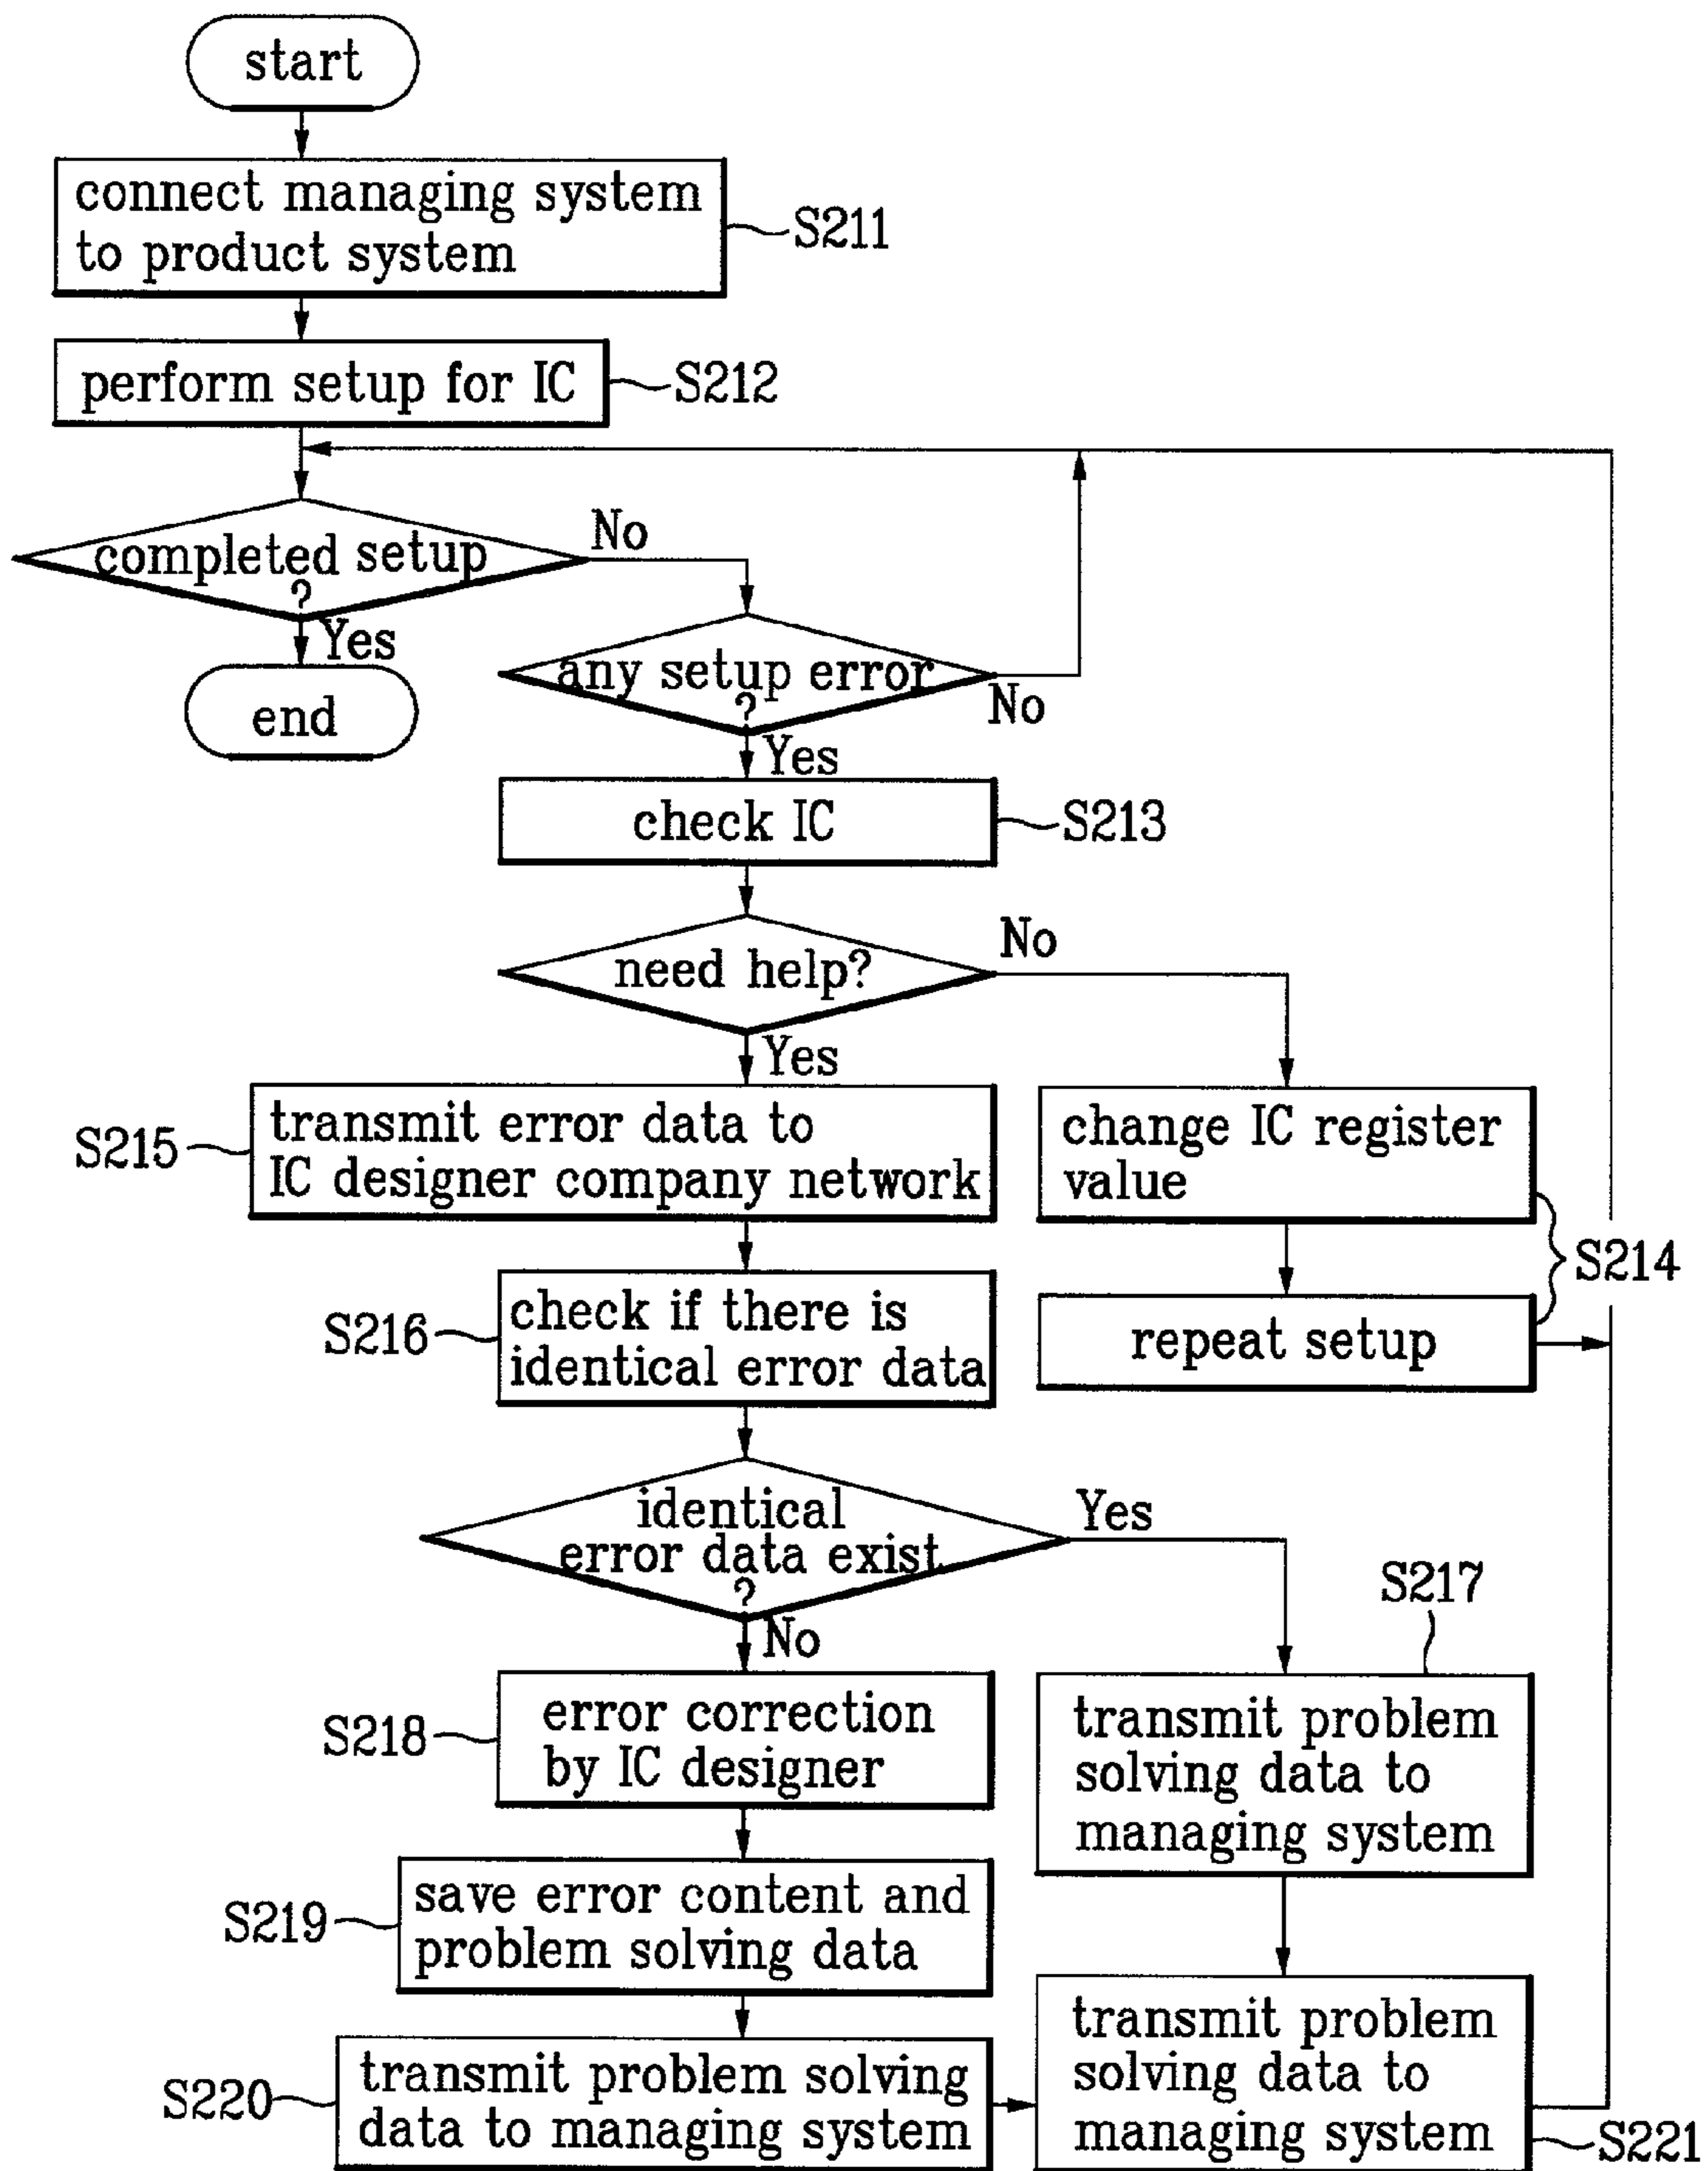 start
connect managing system
to product system
S211
perform setup for IC
S212
completed setup
?
No
Yes
end
any setup error
?
No
Yes
check IC
S213
need help?
No
Yes
S215
transmit error data to
IC designer company network
change IC register
value
S214
repeat setup
S216
check if there is
identical error data
identical
error data exist
?
Yes
No
S217
transmit problem
solving data to
managing system
S218
error correction
by IC designer
S219
save error content and
problem solving data
S220
transmit problem solving
data to managing system
transmit problem
solving data to
managing system
S221